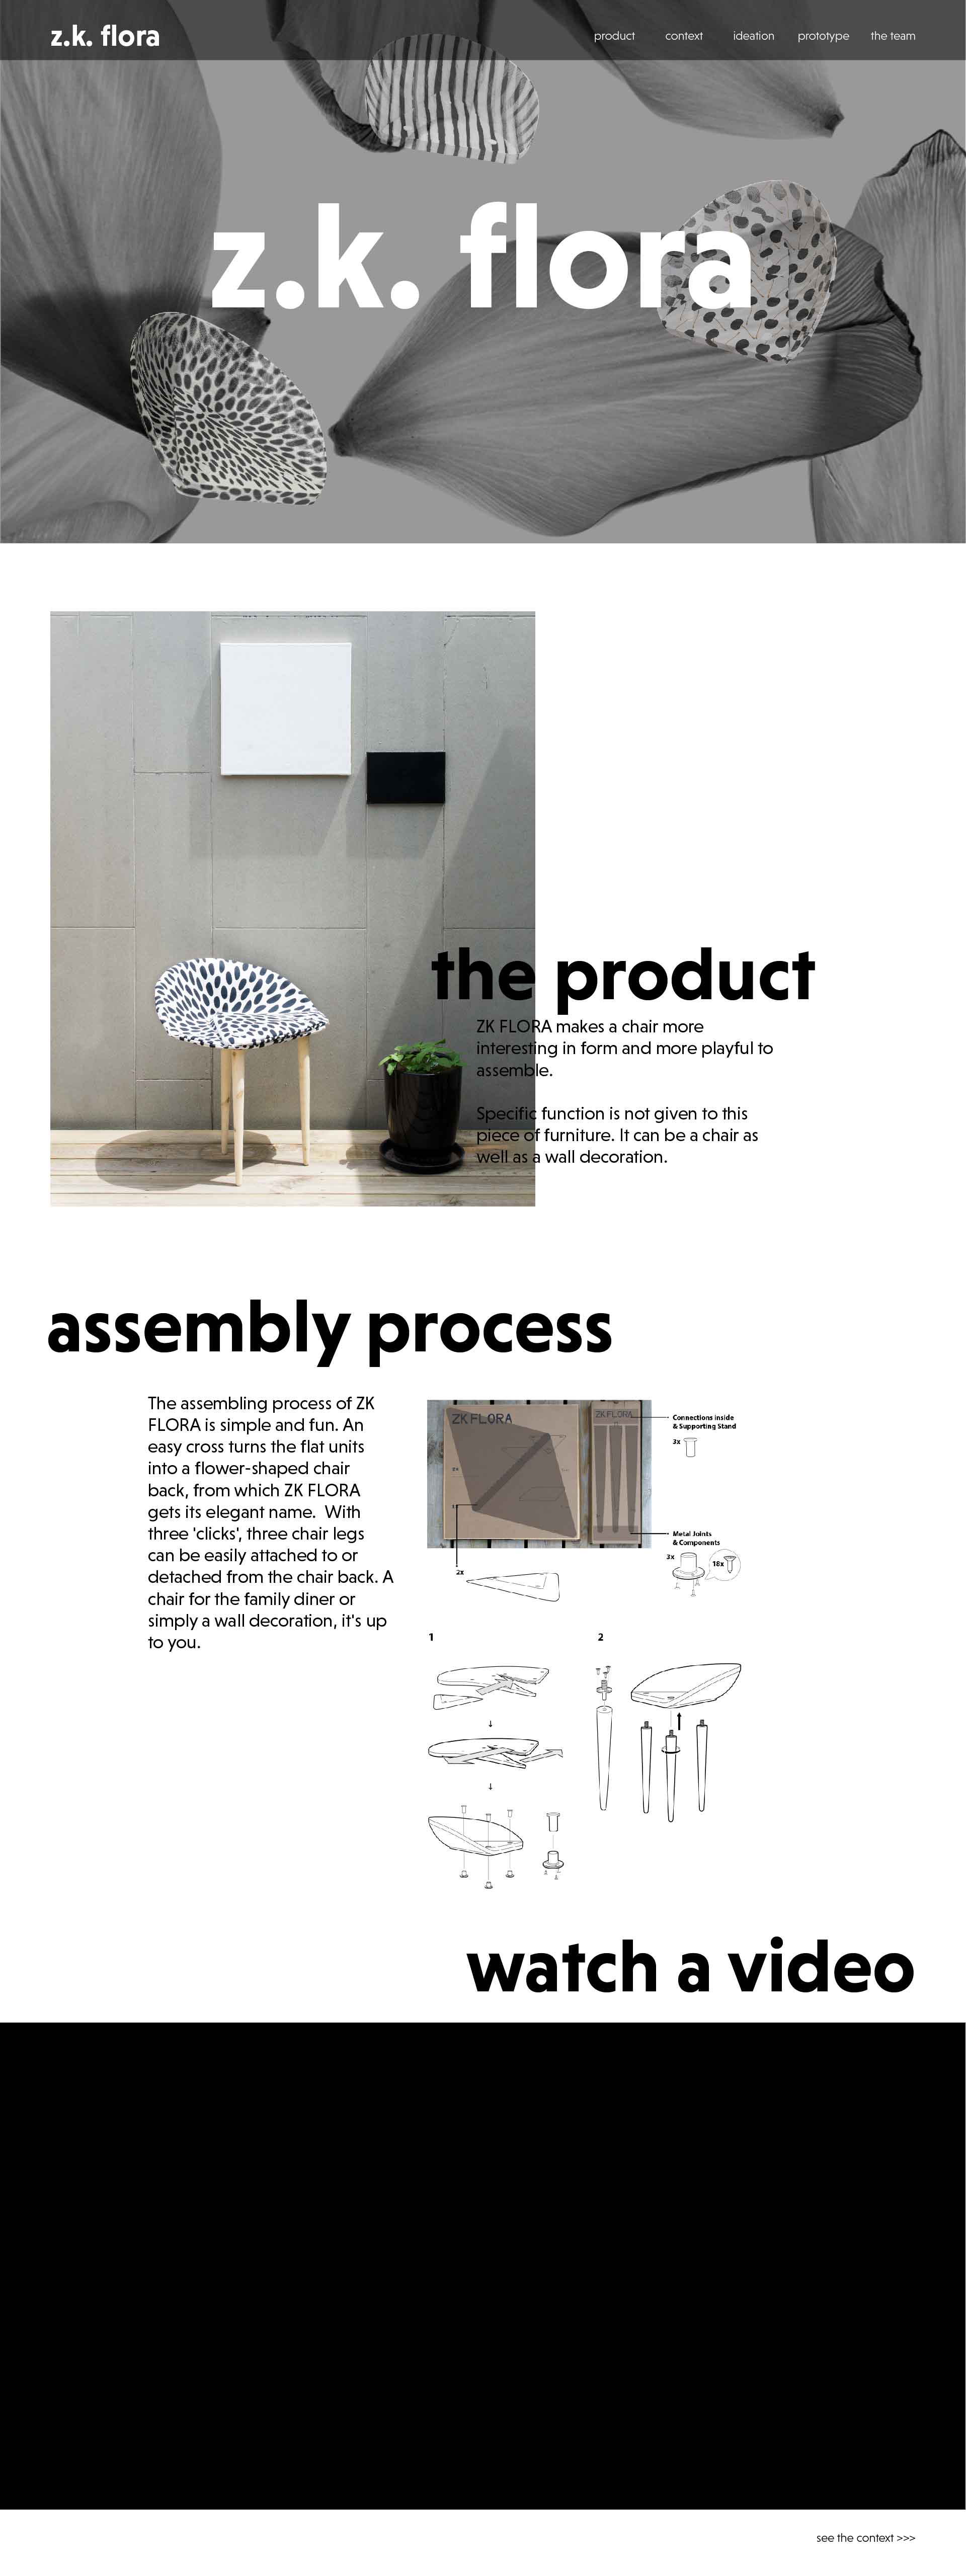 z.k. flora
product context ideation prototype the team
z.k. flora
the product
ZK FLORA makes a chair more
interesting in form and more playful to
assemble.
Specific function is not given to this
piece of furniture. It can be a chair as
well as a wall decoration.
assembly process
The assembling process of ZK
FLORA is simple and fun. An
easy cross turns the flat units
into a flower-shaped chair
back, from which ZK FLORA
gets its elegant name.  With
three 'clicks', three chair legs
can be easily attached to or
detached from the chair back. A
chair for the family diner or
simply a wall decoration, it's up
to you.
ZK FLORA
ZK FLORA
Connections inside
& Supporting Stand
3x
Metal Joints
& Components
3x
18x
2x
1
2
watch a video
see the context >>>